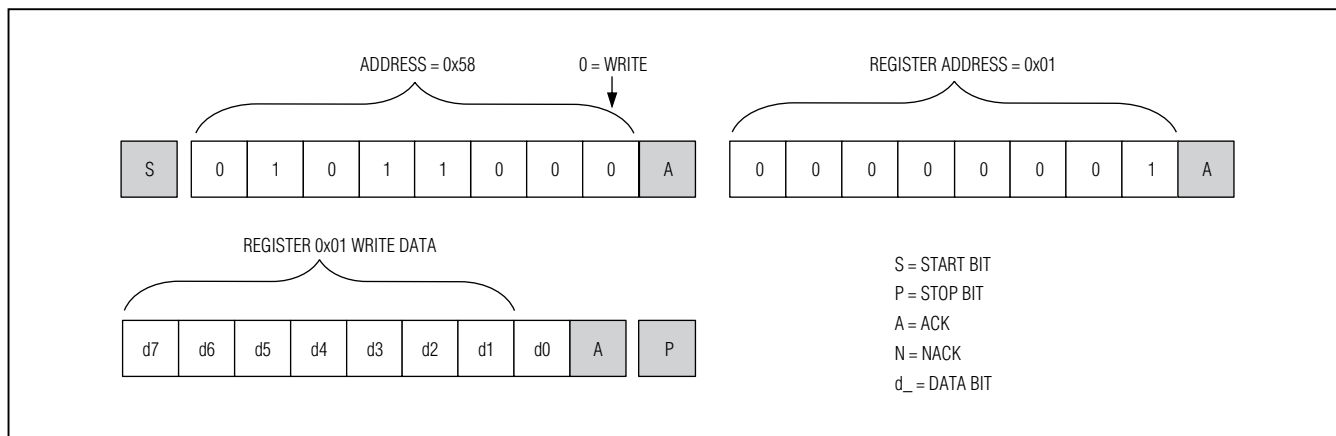 ADDRESS = 0x58 0 = WRITE REGISTER ADDRESS = 0x01
S 0 1 0 1 1 0 0 0 A 0 0 0 0 0 0 0 1 A
REGISTER 0x01 WRITE DATA
d7 d6 d5 d4 d3 d2 d1 d0 A P
S = START BIT
P = STOP BIT
A = ACK
N = NACK
d_ = DATA BIT